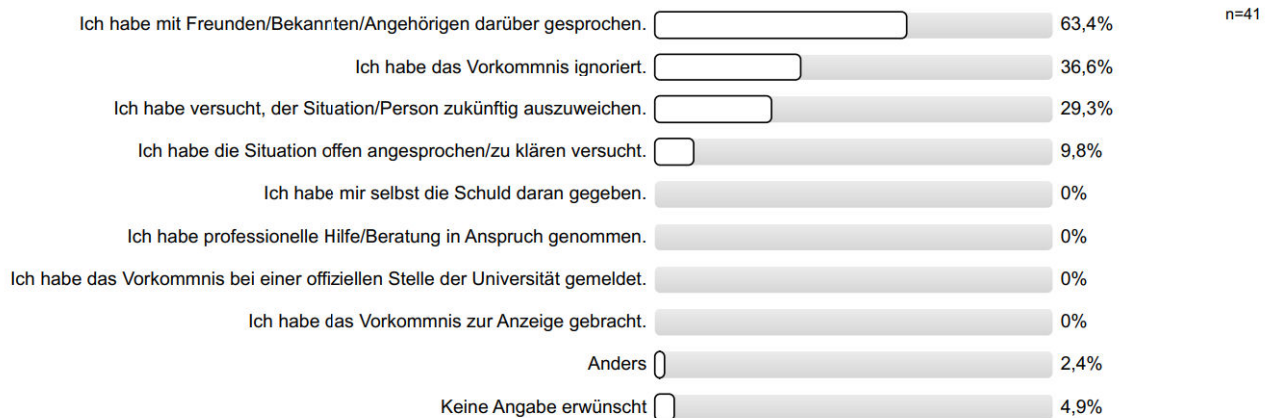 Ich habe mit Freunden/Bekannten/Angehörigen darüber gesprochen. 63,4% n=41
Ich habe das Vorkommnis ignoriert. 36,6%
Ich habe versucht, der Situation/Person zukünftig auszuweichen. 29,3%
Ich habe die Situation offen angesprochen/zu klären versucht. 9,8%
Ich habe mir selbst die Schuld daran gegeben. 0%
Ich habe professionelle Hilfe/Beratung in Anspruch genommen. 0%
Ich habe das Vorkommnis bei einer offiziellen Stelle der Universität gemeldet. 0%
Ich habe das Vorkommnis zur Anzeige gebracht. 0%
Anders 2,4%
Keine Angabe erwünscht 4,9%